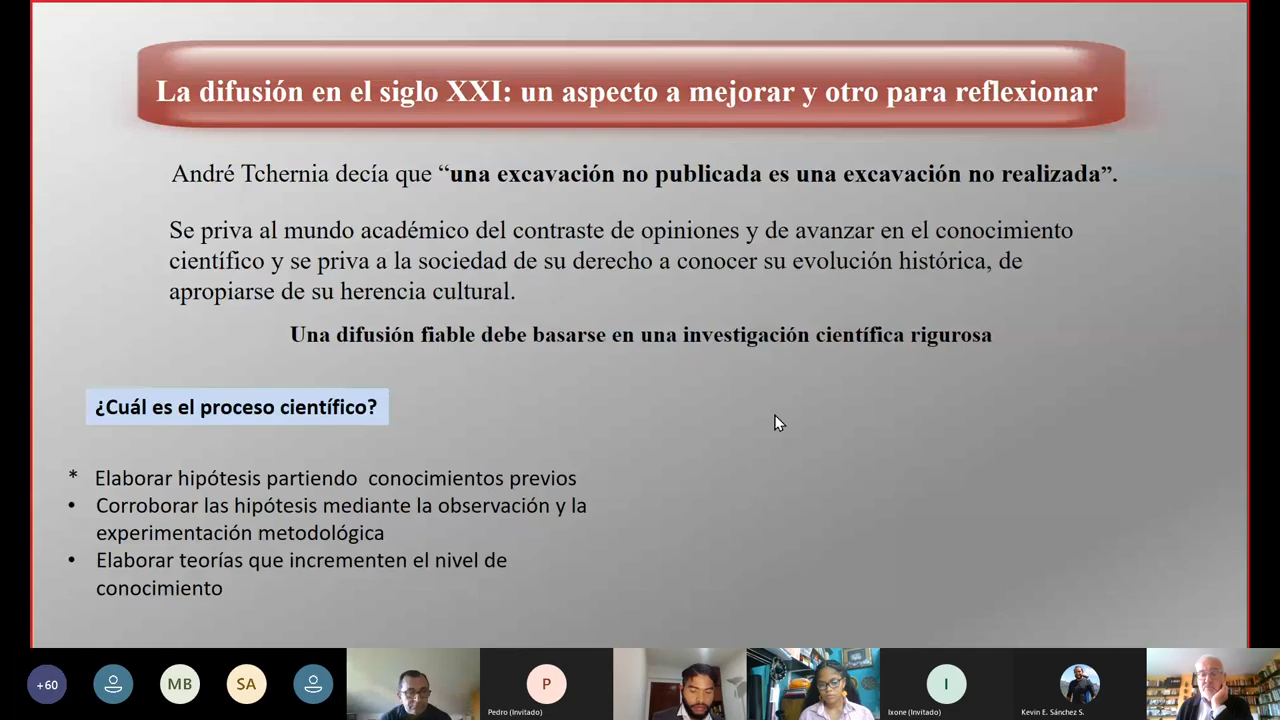 La difusión en el siglo XXI: un aspecto a mejorar y otro para reflexionar
André Tchernia decía que “una excavación no publicada es una excavación no realizada”.
Se priva al mundo académico del contraste de opiniones y de avanzar en el conocimiento
científico y se priva a la sociedad de su derecho a conocer su evolución histórica, de
apropiarse de su herencia cultural.
Una difusión fiable debe basarse en una investigación científica rigurosa
¿Cuál es el proceso científico?
* Elaborar hipótesis partiendo  conocimientos previos
• Corroborar las hipótesis mediante la observación y la
experimentación metodológica
• Elaborar teorías que incrementen el nivel de
conocimiento
+60
MB
SA
P
Pedro (Invitado)
I
Ixone (Invitado)
Kevin E. Sánchez S.